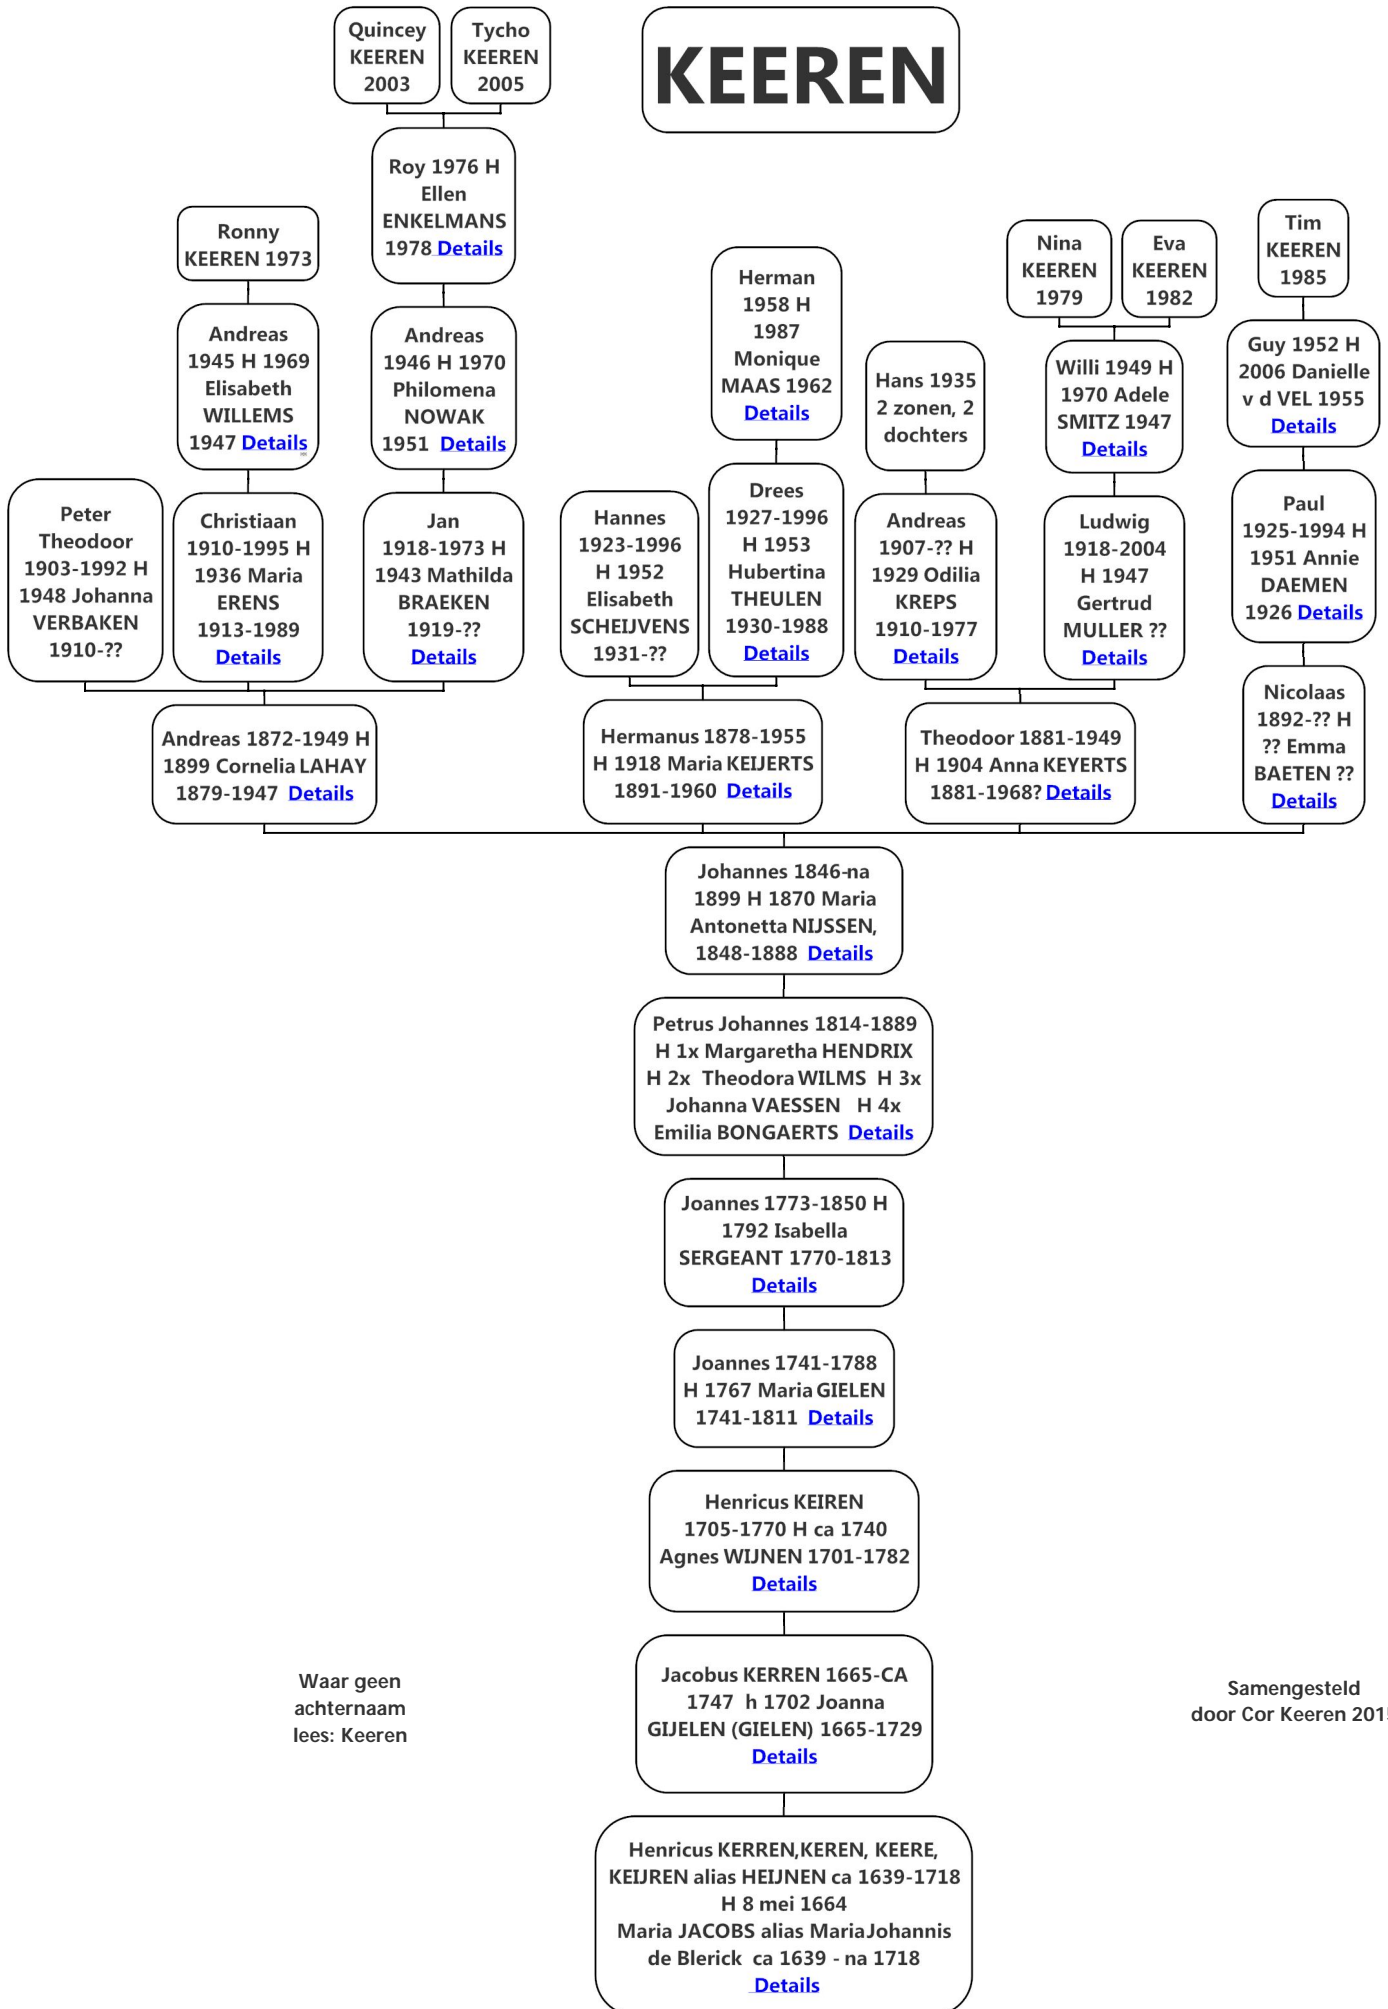 KEEREN
Quincey
KEEREN
2003
Tycho
KEEREN
2005
Roy 1976 H
Ellen
ENKELMANS
1978 Details
Ronny
KEEREN 1973
Andreas
1945 H 1969
Elisabeth
WILLEMS
1947 Details
Andreas
1946 H 1970
Philomena
NOWAK
1951 Details
Herman
1958 H
1987
Monique
MAAS 1962
Details
Hans 1935
2 zonen, 2
dochters
Nina
KEEREN
1979
Eva
KEEREN
1982
Willi 1949 H
1970 Adele
SMITZ 1947
Details
Tim
KEEREN
1985
Guy 1952 H
2006 Danielle
v d VEL 1955
Details
Peter
Theodoor
1903-1992 H
1948 Johanna
VERBAKEN
1910-??
Christiaan
1910-1995 H
1936 Maria
ERENS
1913-1989
Details
Jan
1918-1973 H
1943 Mathilda
BRAEKEN
1919-??
Details
Hannes
1923-1996
H 1952
Elisabeth
SCHEIJVENS
1931-??
Drees
1927-1996
H 1953
Hubertina
THEULEN
1930-1988
Details
Andreas
1907-?? H
1929 Odilia
KREPS
1910-1977
Details
Ludwig
1918-2004
H 1947
Gertrud
MULLER ??
Details
Paul
1925-1994 H
1951 Annie
DAEMEN
1926 Details
Andreas 1872-1949 H
1899 Cornelia LAHAY
1879-1947 Details
Hermanus 1878-1955
H 1918 Maria KEIJERTS
1891-1960 Details
Theodoor 1881-1949
H 1904 Anna KEYERTS
1881-1968? Details
Nicolaas
1892-?? H
?? Emma
BAETEN ??
Details
Johannes 1846-na
1899 H 1870 Maria
Antonetta NIJSSEN,
1848-1888 Details
Petrus Johannes 1814-1889
H 1x Margaretha HENDRIX
H 2x Theodora WILMS H 3x
Johanna VAESSEN H 4x
Emilia BONGAERTS Details
Joannes 1773-1850 H
1792 Isabella
SERGEANT 1770-1813
Details
Joannes 1741-1788
H 1767 Maria GIELEN
1741-1811 Details
Henricus KEIREN
1705-1770 H ca 1740
Agnes WIJNEN 1701-1782
Details
Jacobus KERREN 1665-CA
1747 h 1702 Joanna
GIJELEN (GIELEN) 1665-1729
Details
Waar geen
achternaam
lees: Keeren
Samengesteld
door Cor Keeren
Henricus KERREN,KEREN, KEERE,
KEIJREN alias HEIJNEN ca 1639-1718
H 8 mei 1664
Maria JACOBS alias MariaJohannis
de Blerick ca 1639 - na 1718
Details